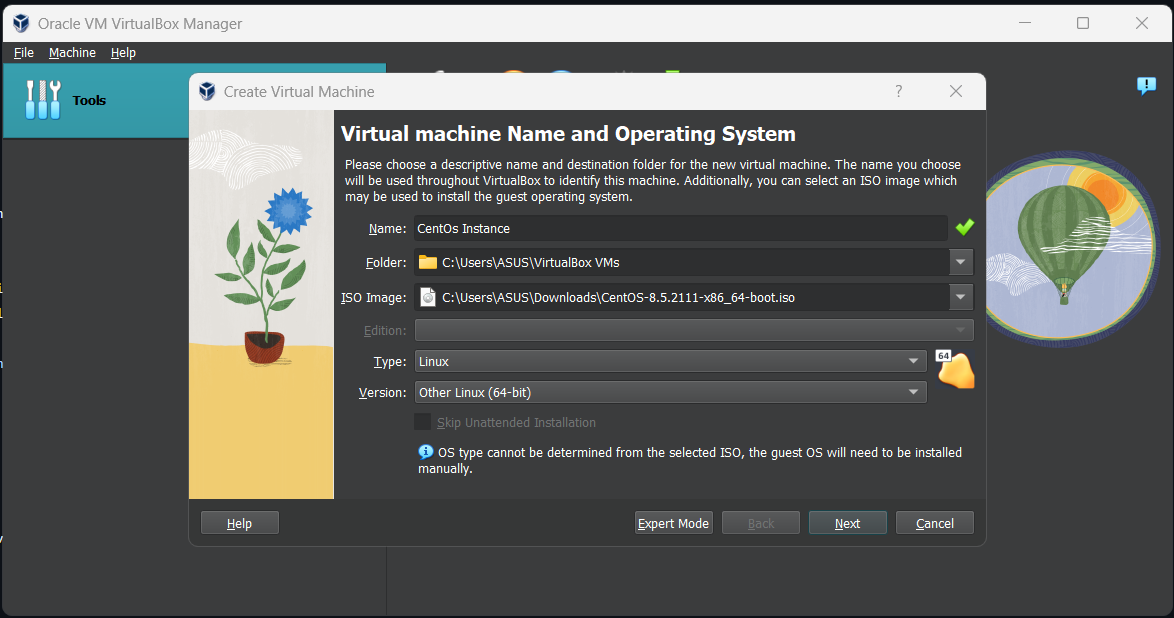 Oracle VM VirtualBox Manager
File Machine Help
Tools
Create Virtual Machine
?
Virtual machine Name and Operating System
Please choose a descriptive name and destination folder for the new virtual machine. The name you choose
will be used throughout VirtualBox to identify this machine. Additionally, you can select an ISO image which
may be used to install the guest operating system.
Name: CentOs Instance
Folder: C:\Users\ASUS\VirtualBox VMs
ISO Image: C:\Users\ASUS\Downloads\CentOS-8.5.2111-x86_64-boot.iso
Edition:
Type: Linux
64
Version: Other Linux (64-bit)
Skip Unattended Installation
OS type cannot be determined from the selected ISO, the guest OS will need to be installed
manually.
Help Expert Mode Back Next Cancel